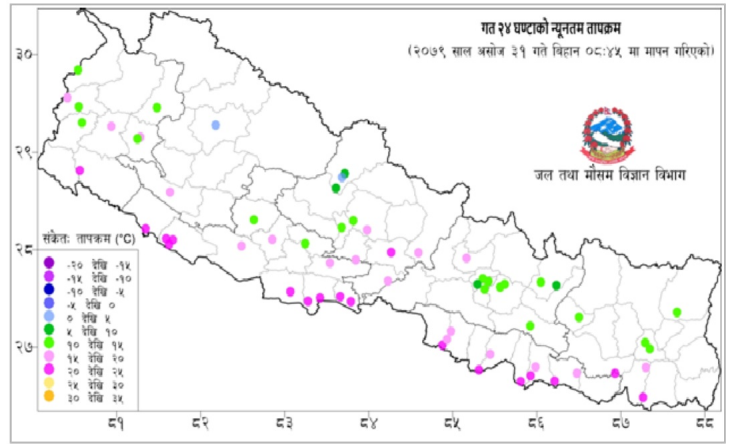 गत २४ घण्टाको न्यूनतम तापक्रम
(२०७९ साल असोज ३१ गते बिहान ०८:४५ मा मापन गरिएको)
जल तथा मौसम विज्ञान विभाग
३०
२९
२८
२७
संकेतः तापक्रम (°C)
-२० देखि -१५
-१५ देखि -१०
-१० देखि -५
-५ देखि ०
० देखि ५
५ देखि १०
१० देखि १५
१५ देखि २०
२० देखि २५
२५ देखि ३०
३० देखि ३५
८१ ८२ ८३ ८४ ८५ ८६ ८७ ८८